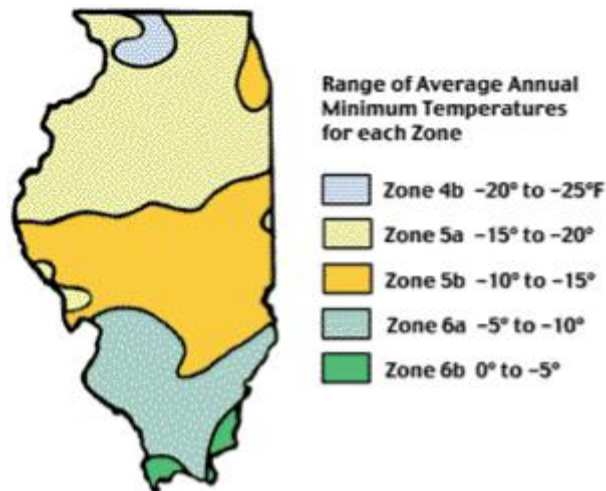 Range of Average Annual
Minimum Temperatures
for each Zone
Zone 4b -20° to -25°F
Zone 5a -15° to -20°
Zone 5b -10° to -15°
Zone 6a -5° to -10°
Zone 6b 0° to -5°